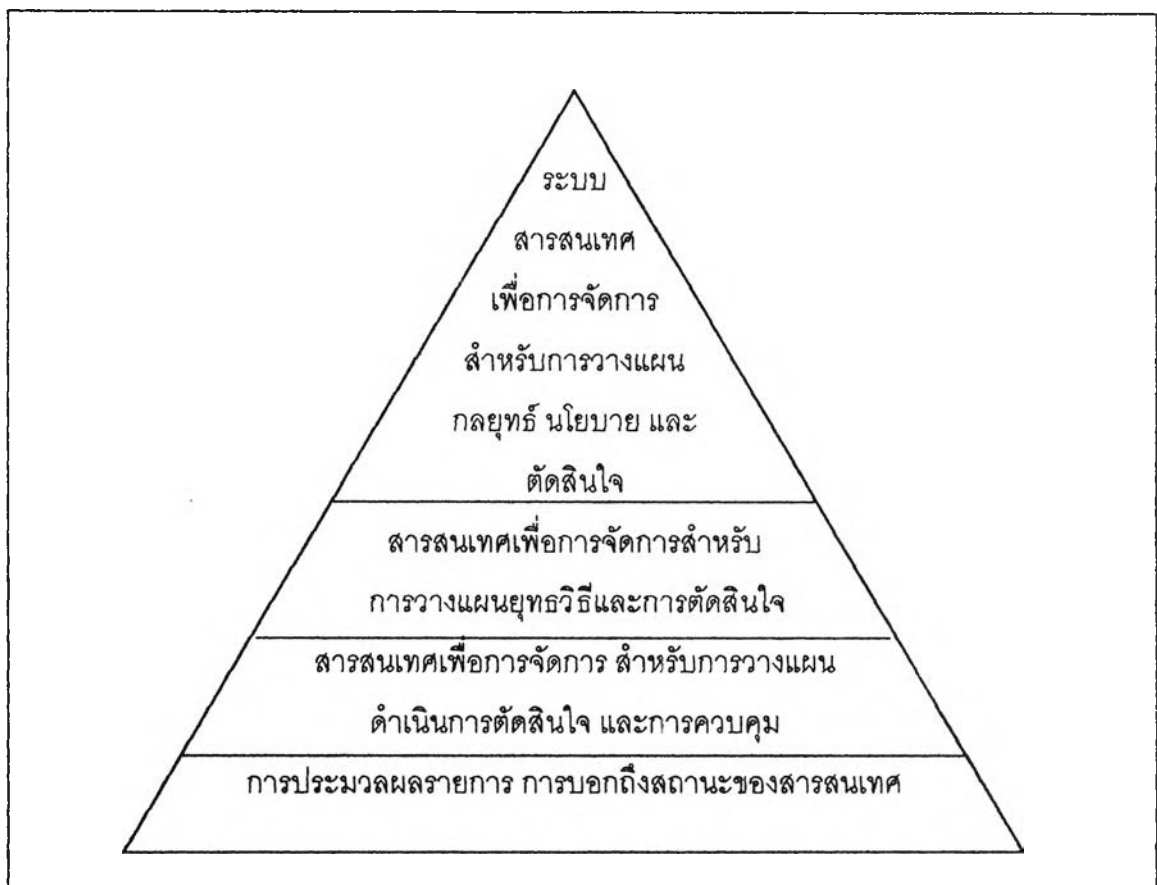 ระบบ
สารสนเทศ
เพื่อการจัดการ
สำหรับการวางแผน
กลยุทธ์ นโยบาย และ
ตัดสินใจ
สารสนเทศเพื่อการจัดการสำหรับ
การวางแผนยุทธวิธีและการตัดสินใจ
สารสนเทศเพื่อการจัดการ สำหรับการวางแผน
ดำเนินการตัดสินใจ และการควบคุม
การประมวลผลรายการ การบอกถึงสถานะของสารสนเทศ